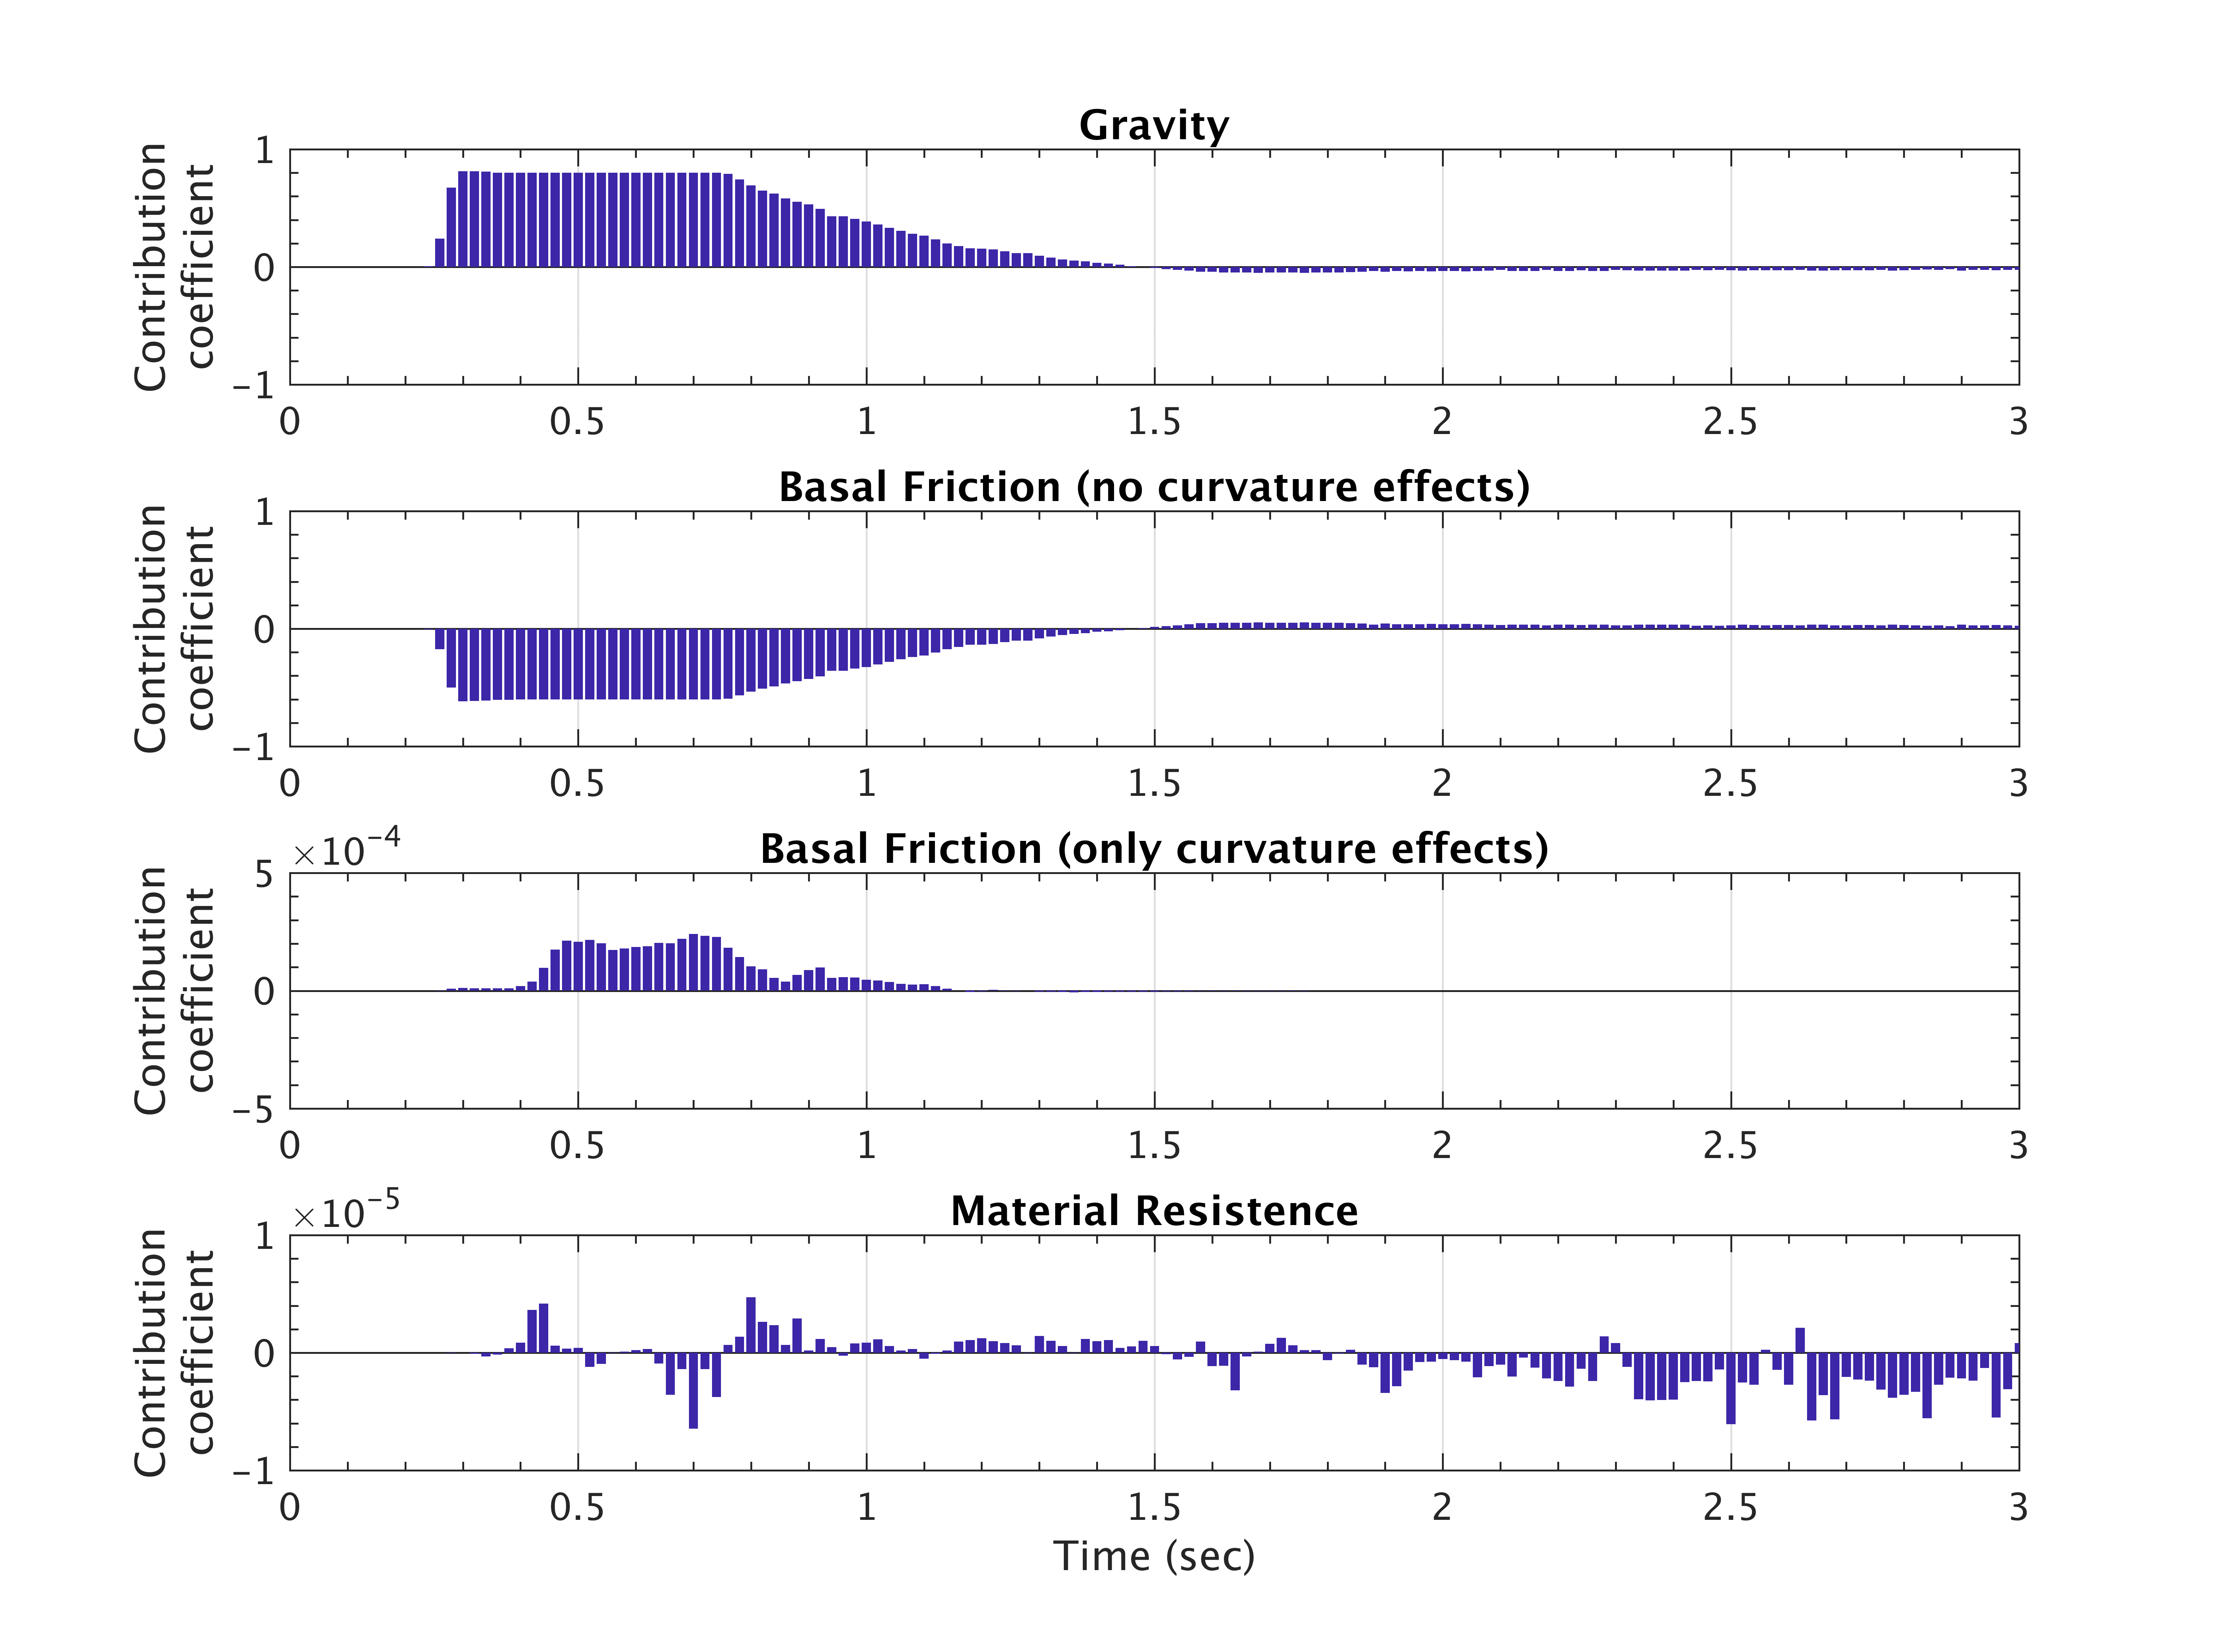 Gravity
Contribution
coefficient
1
0
−1
0 0.5 1 1.5 2 2.5 3
Basal Friction (no curvature effects)
Contribution
coefficient
1
0
−1
0 0.5 1 1.5 2 2.5 3
Basal Friction (only curvature effects)
×10⁻⁴
Contribution
coefficient
5
0
−5
0 0.5 1 1.5 2 2.5 3
Material Resistence
×10⁻⁵
Contribution
coefficient
1
0
−1
0 0.5 1 1.5 2 2.5 3
Time (sec)